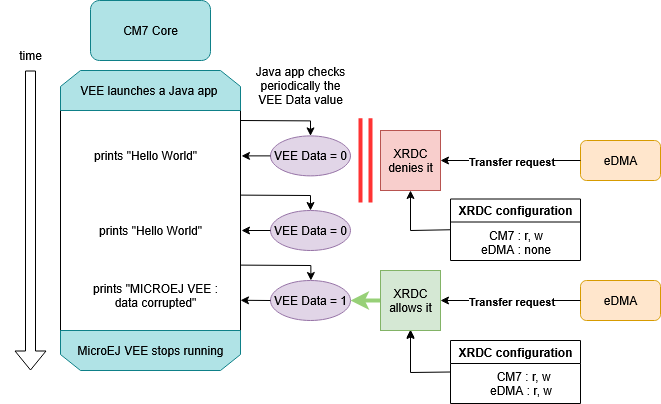 CM7 Core
time
VEE launches a Java app
Java app checks
periodically the
VEE Data value
prints "Hello World"
VEE Data = 0
XRDC
denies it
Transfer request
eDMA
XRDC configuration
CM7 : r, w
eDMA : none
prints "Hello World"
VEE Data = 0
prints "MICROEJ VEE :
data corrupted"
VEE Data = 1
XRDC
allows it
Transfer request
eDMA
XRDC configuration
CM7 : r, w
eDMA : r, w
MicroEJ VEE stops running